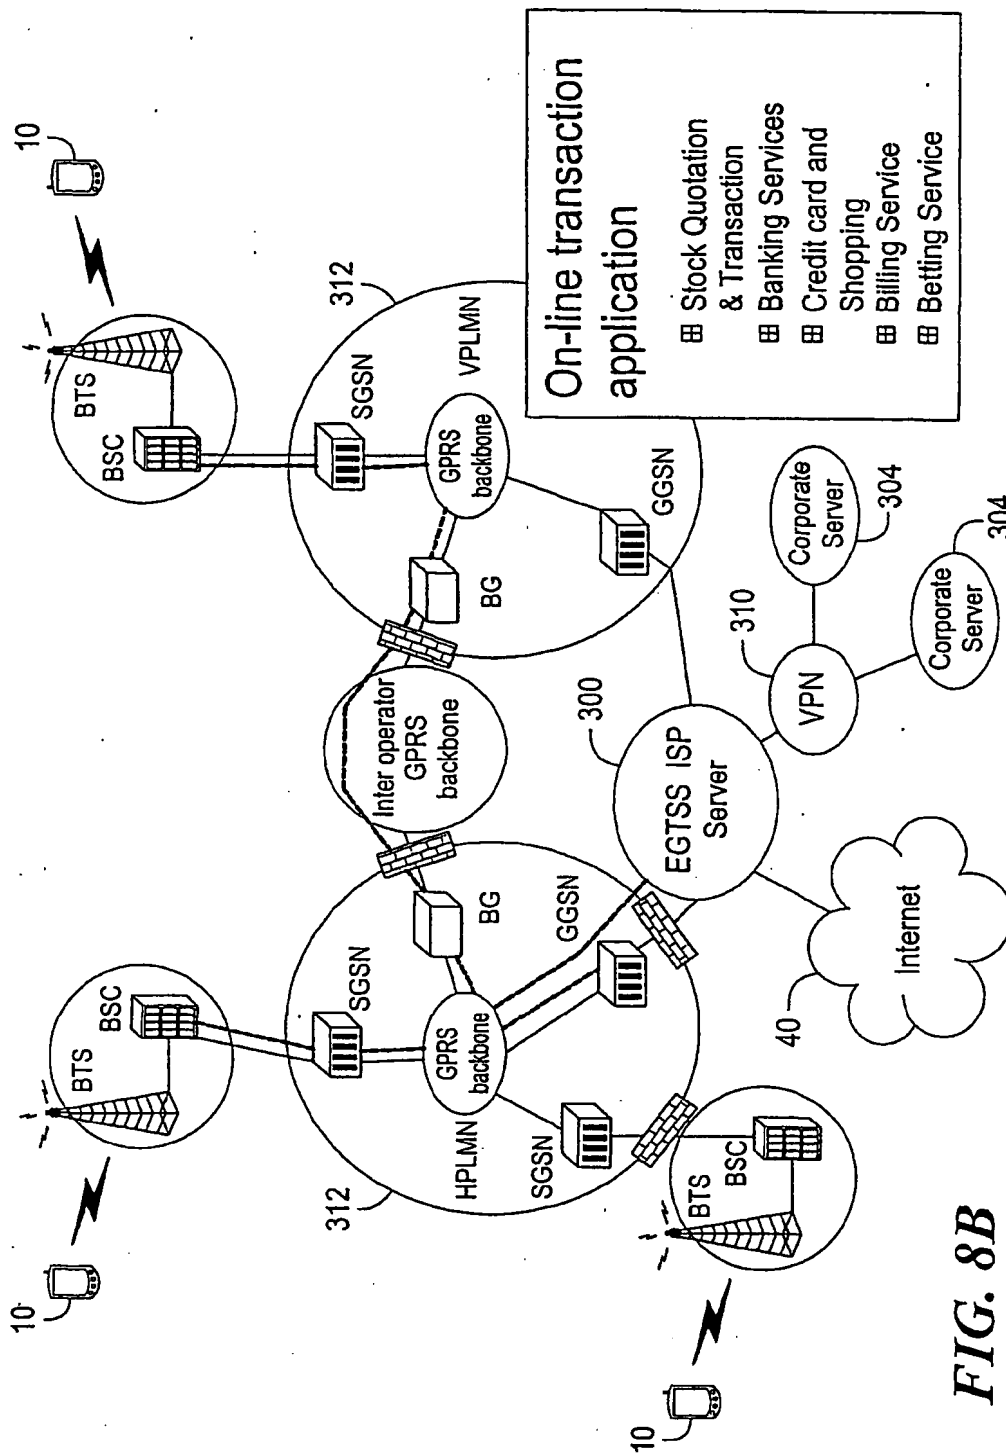 10
10
BTS
BSC
BSC
BTS
312
312
SGSN
SGSN
HPLMN
GPRS
backbone
Inter operator
GPRS
backbone
GPRS
backbone
VPLMN
BG
BG
SGSN
GGSN
GGSN
300
310
EGTSS ISP
Server
VPN
Corporate
Server
304
Corporate
Server
304
40
Internet
10
BTS
BSC
On-line transaction
application
Stock Quotation
& Transaction
Banking Services
Credit card and
Shopping
Billing Service
Betting Service
FIG. 8B